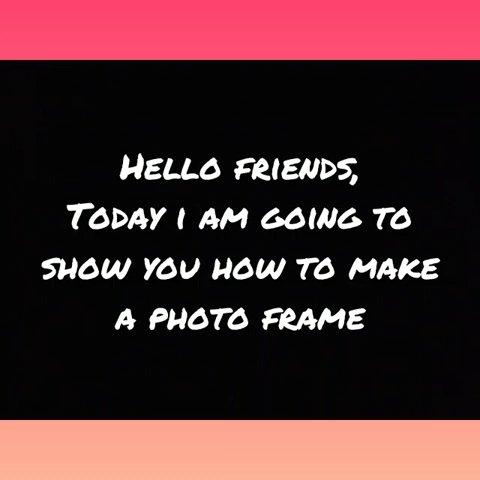 Hello friends,
Today i am going to
show you how to make
a photo frame